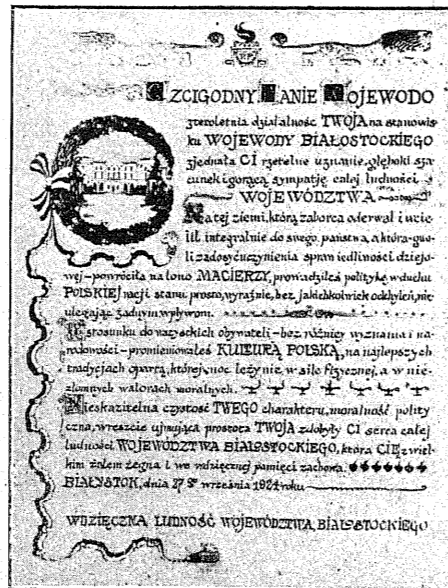 CZCIGODNY PANIE WOJEWODO
Czteroletnia działalność TWOJA na stanowis-
ku WOJEWODY BIAŁOSTOCKIEGO
zjednała CI rzetelne uznanie, głęboki sza-
cunek i gorącą sympatję całej ludności
WOJEWÓDZTWA
Na tej ziemi, którą zaborca oderwał i wcie-
lił integralnie do swego państwa, a która gwo-
li zadosyćuczynienia sprawiedliwości dziejo-
wej – powróciła na łono MACIERZY, prowadziłeś politykę w duchu
POLSKIEJ racji stanu prosto, wyraźnie, bez jakichkolwiek odchyleń, nie
ulegając żadnym wpływom.
W stosunku do wszystkich obywateli – bez różnicy wyznania i na-
rodowości – promieniowałeś KULTURĄ POLSKĄ, na najlepszych
tradycjach opartą, której moc leży nie w sile fizycznej, a w nie-
złomnych walorach moralnych.
Nieskazitelna czystość TWEGO charakteru, moralność polity
czna, wreszcie ujmująca prostota TWOJA zdobyły CI serca całej
ludności WOJEWÓDZTWA BIAŁOSTOCKIEGO, która CIĘ z wiel-
kim żalem żegna i we wdzięcznej pamięci zachowa.
BIAŁYSTOK, dnia 27 go września 1924 roku
WDZIĘCZNA LUDNOŚĆ WOJEWÓDZTWA BIAŁOSTOCKIEGO